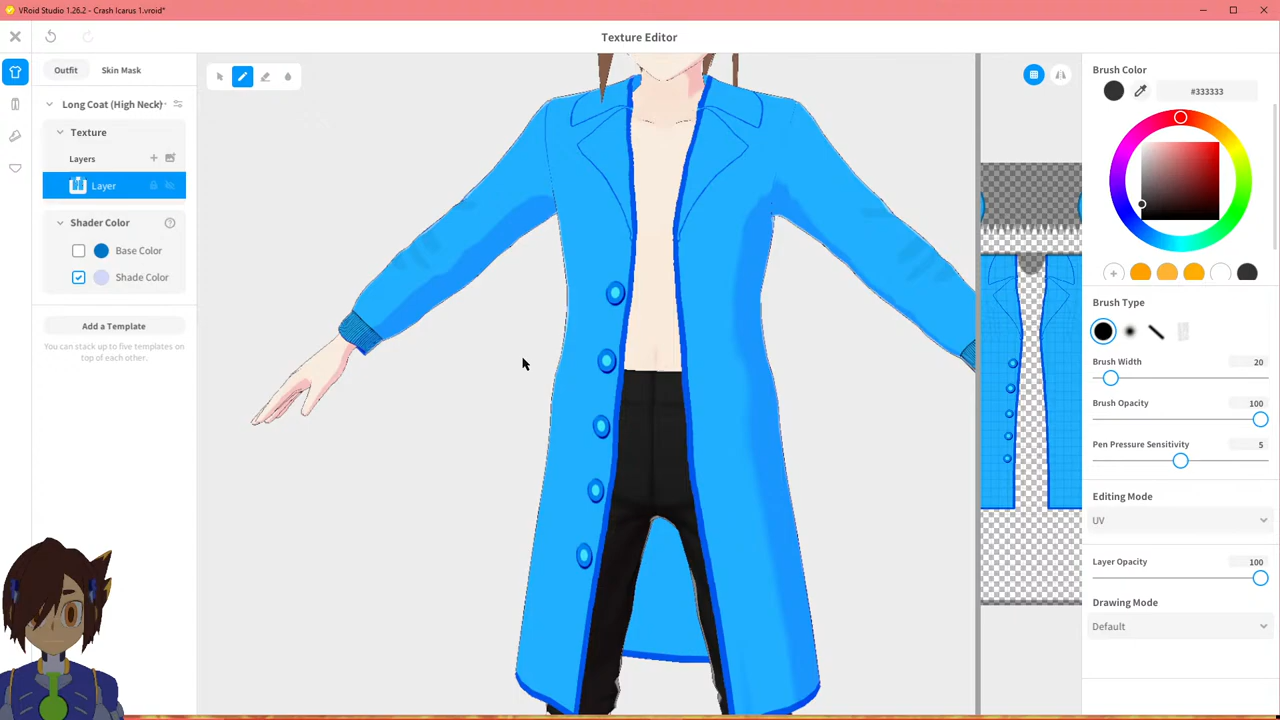 VRoid Studio 1.26.2 - Crash Icarus 1.vroid*
Texture Editor
Outfit
Skin Mask
Long Coat (High Neck)
Texture
Layers
Layer
Shader Color
Base Color
Shade Color
Add a Template
You can stack up to five templates on
top of each other.
Brush Color
#333333
Brush Type
Brush Width
20
Brush Opacity
100
Pen Pressure Sensitivity
5
Editing Mode
UV
Layer Opacity
100
Drawing Mode
Default